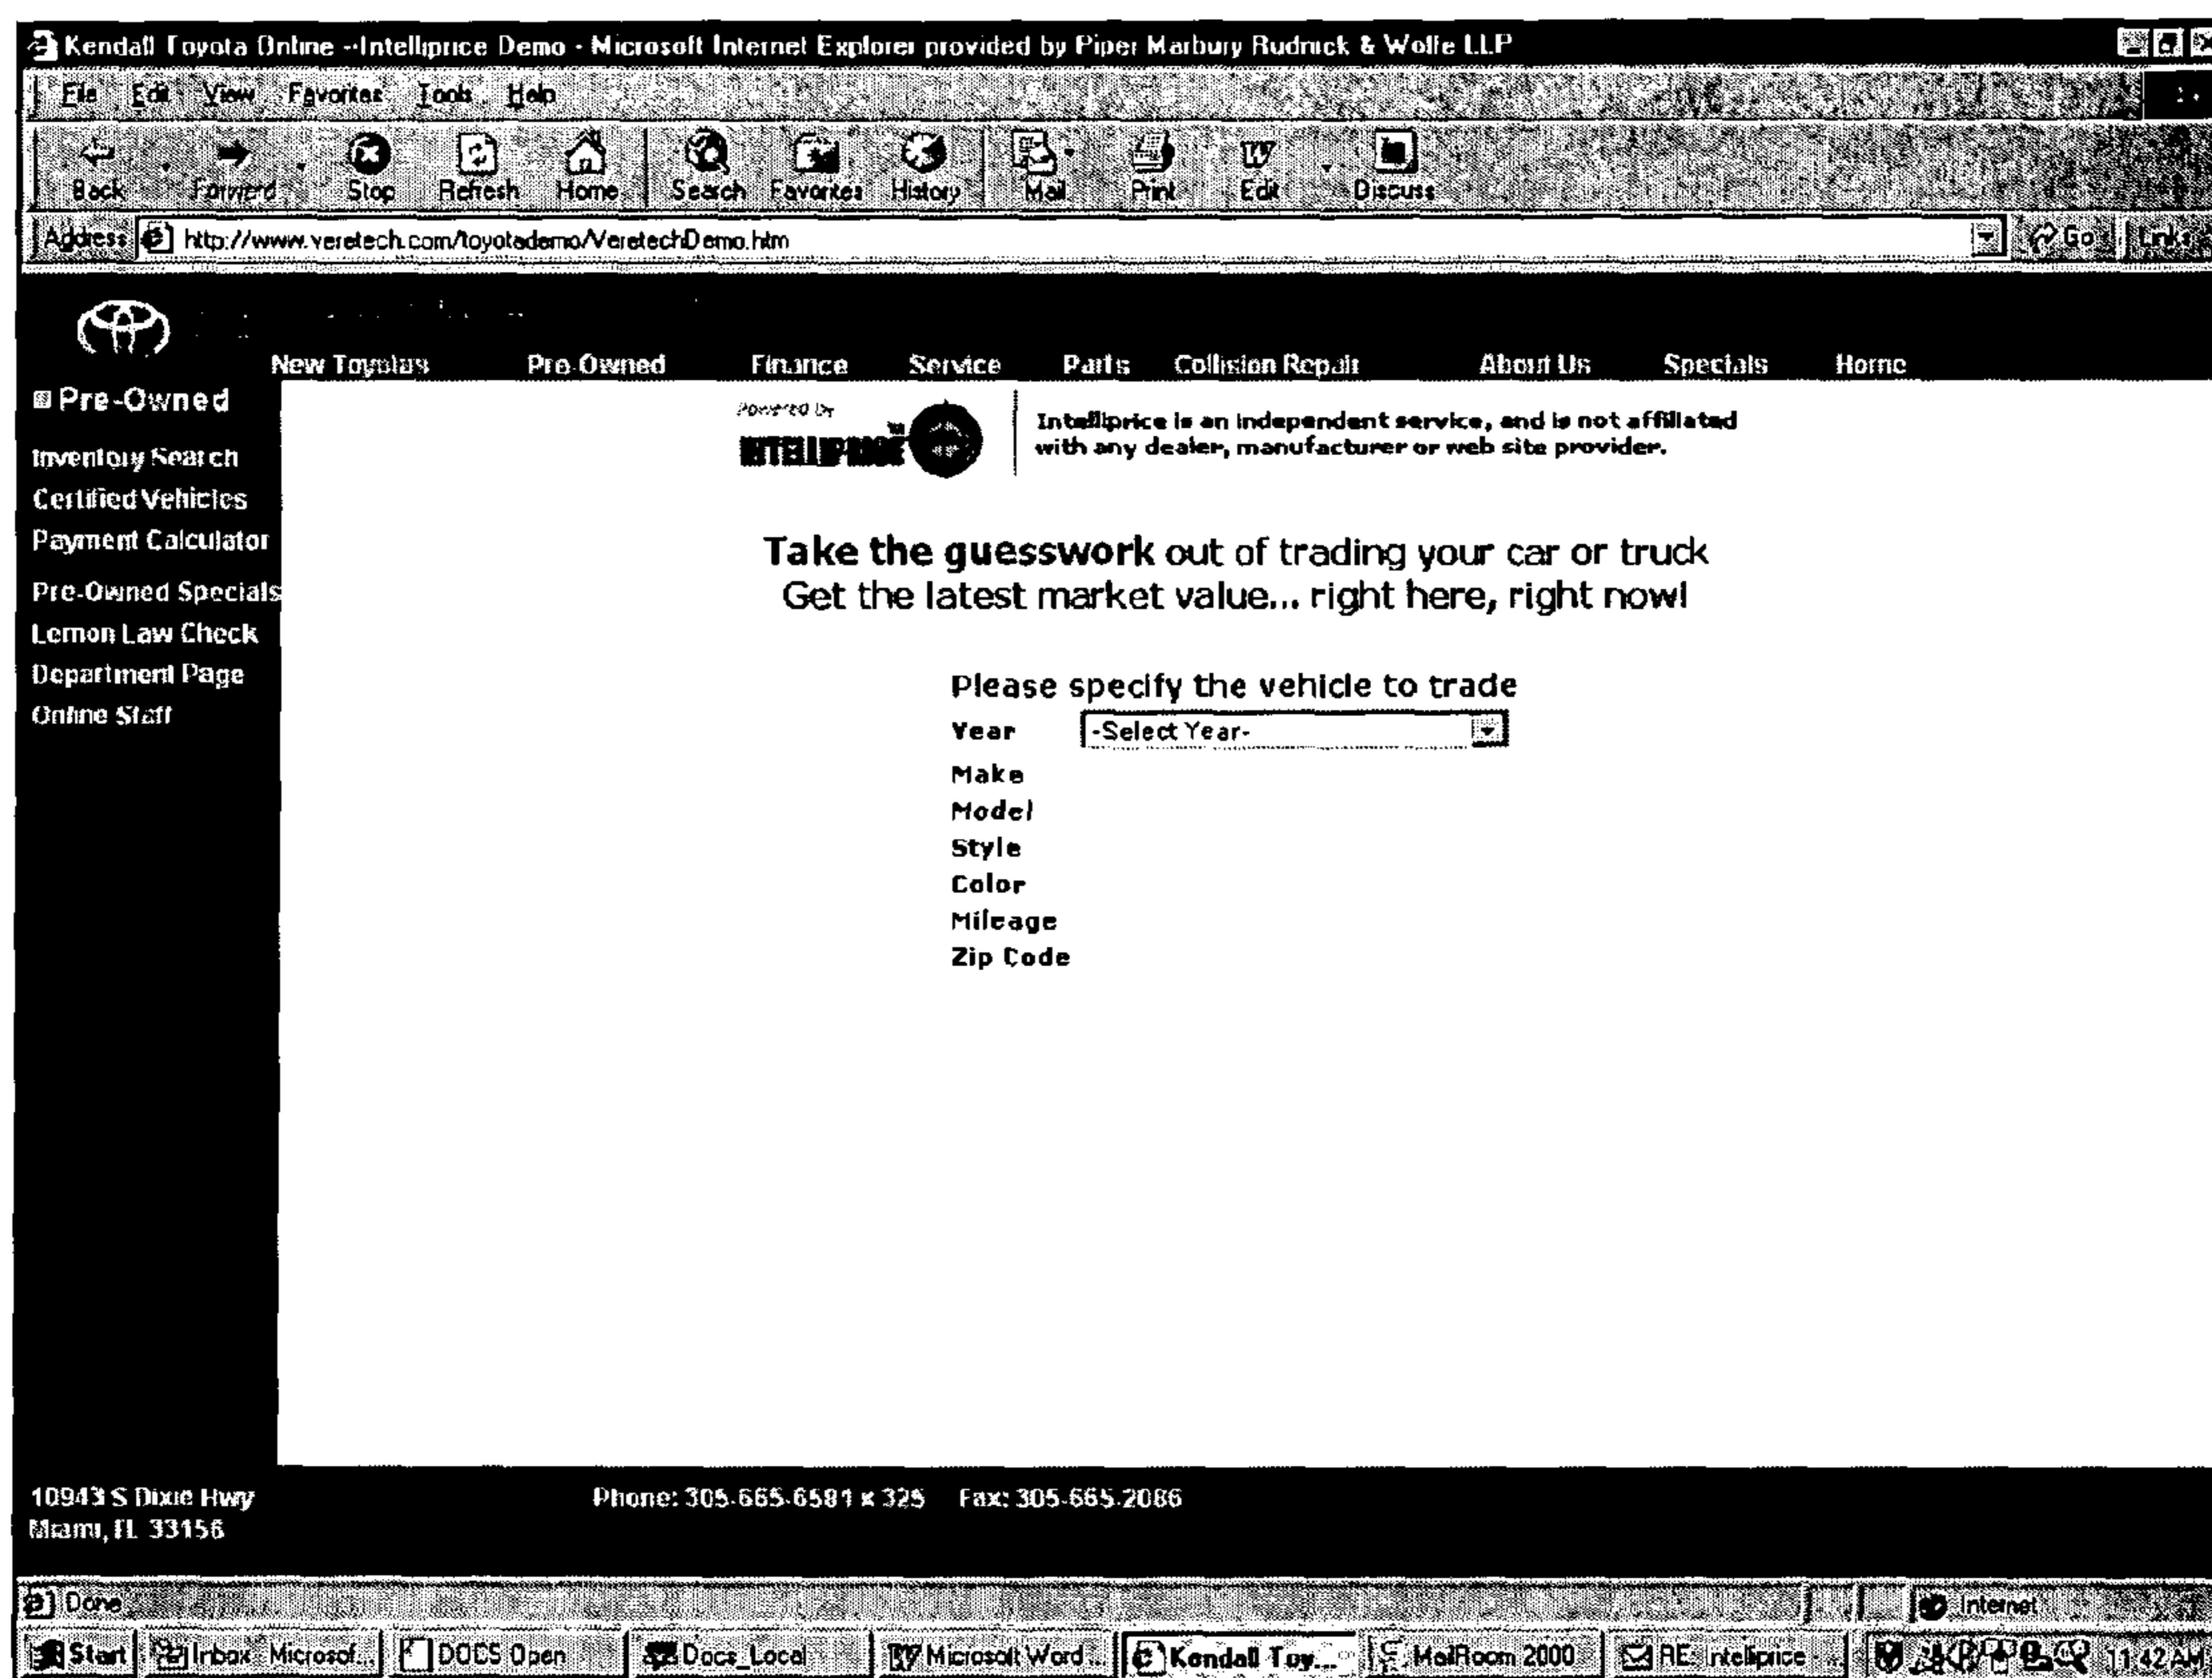 Kendall Toyota Online --Intelliprice Demo - Microsoft Internet Explorer provided by Piper Marbury Rudnick & Wolfe LLP
File Edit View Favorites Tools Help
Back Forward Stop Refresh Home Search Favorites History Mail Print Edit Discuss
Address http://www.veretech.com/toyotademo/VeretechDemo.htm Go Links
New Toyotas Pre-Owned Finance Service Parts Collision Repair About Us Specials Home
Pre-Owned
Inventory Search
Certified Vehicles
Payment Calculator
Pre-Owned Specials
Lemon Law Check
Department Page
Online Staff
Powered by
INTELLIPRICE™
Intelliprice is an independent service, and is not affiliated
with any dealer, manufacturer or web site provider.
Take the guesswork out of trading your car or truck
Get the latest market value... right here, right now!
Please specify the vehicle to trade
Year -Select Year-
Make
Model
Style
Color
Mileage
Zip Code
10943 S Dixie Hwy Phone: 305-665-6581 x 325 Fax: 305-665-2086
Miami, FL 33156
Done Internet
Start Inbox Microsof... DOCS Open Docs_Local Microsoft Word ... Kendall Toy... MailRoom 2000 RE: Intelliprice ... 11:42 AM